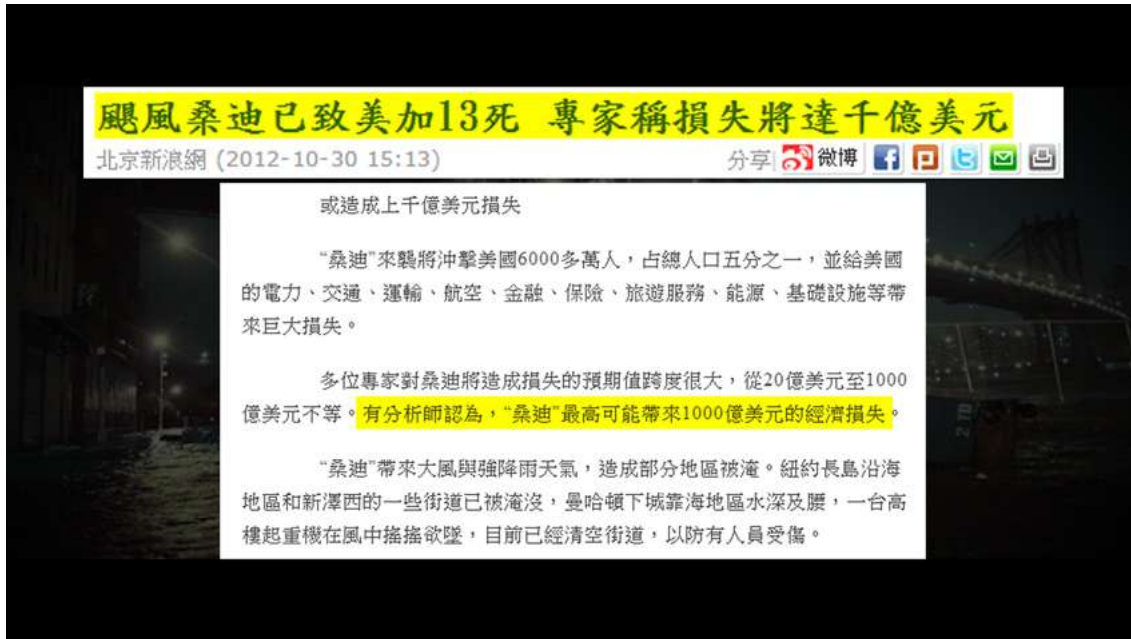 颶風桑迪已致美加13死 專家稱損失將達千億美元
北京新浪網 (2012-10-30 15:13) 分享| 微博
或造成上千億美元損失
“桑迪”來襲將沖擊美國6000多萬人，占總人口五分之一，並給美國
的電力、交通、運輸、航空、金融、保險、旅遊服務、能源、基礎設施等帶
來巨大損失。
多位專家對桑迪將造成損失的預期值跨度很大，從20億美元至1000
億美元不等。有分析師認為，“桑迪”最高可能帶來1000億美元的經濟損失。
“桑迪”帶來大風與強降雨天氣，造成部分地區被淹。紐約長島沿海
地區和新澤西的一些街道已被淹沒，曼哈頓下城靠海地區水深及腰，一台高
樓起重機在風中搖搖欲墜，目前已經清空街道，以防有人員受傷。